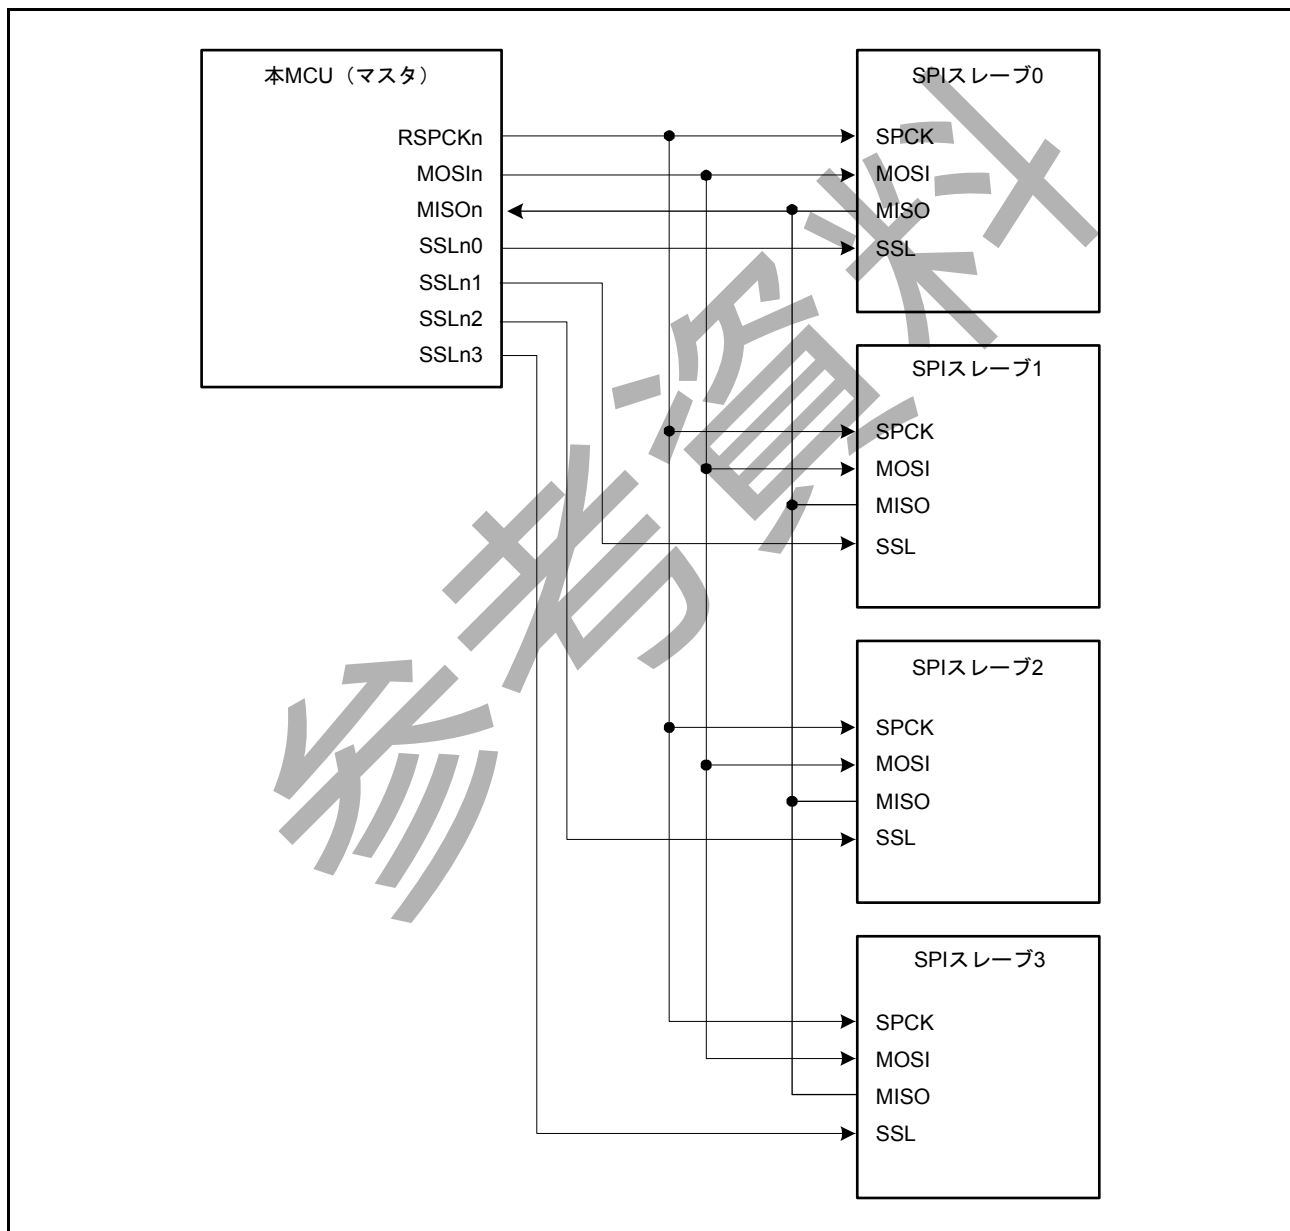 本MCU（マスタ）
RSPCKn
MOSIn
MISOn
SSLn0
SSLn1
SSLn2
SSLn3
SPIスレーブ0
SPCK
MOSI
MISO
SSL
SPIスレーブ1
SPCK
MOSI
MISO
SSL
SPIスレーブ2
SPCK
MOSI
MISO
SSL
SPIスレーブ3
SPCK
MOSI
MISO
SSL
参考資料